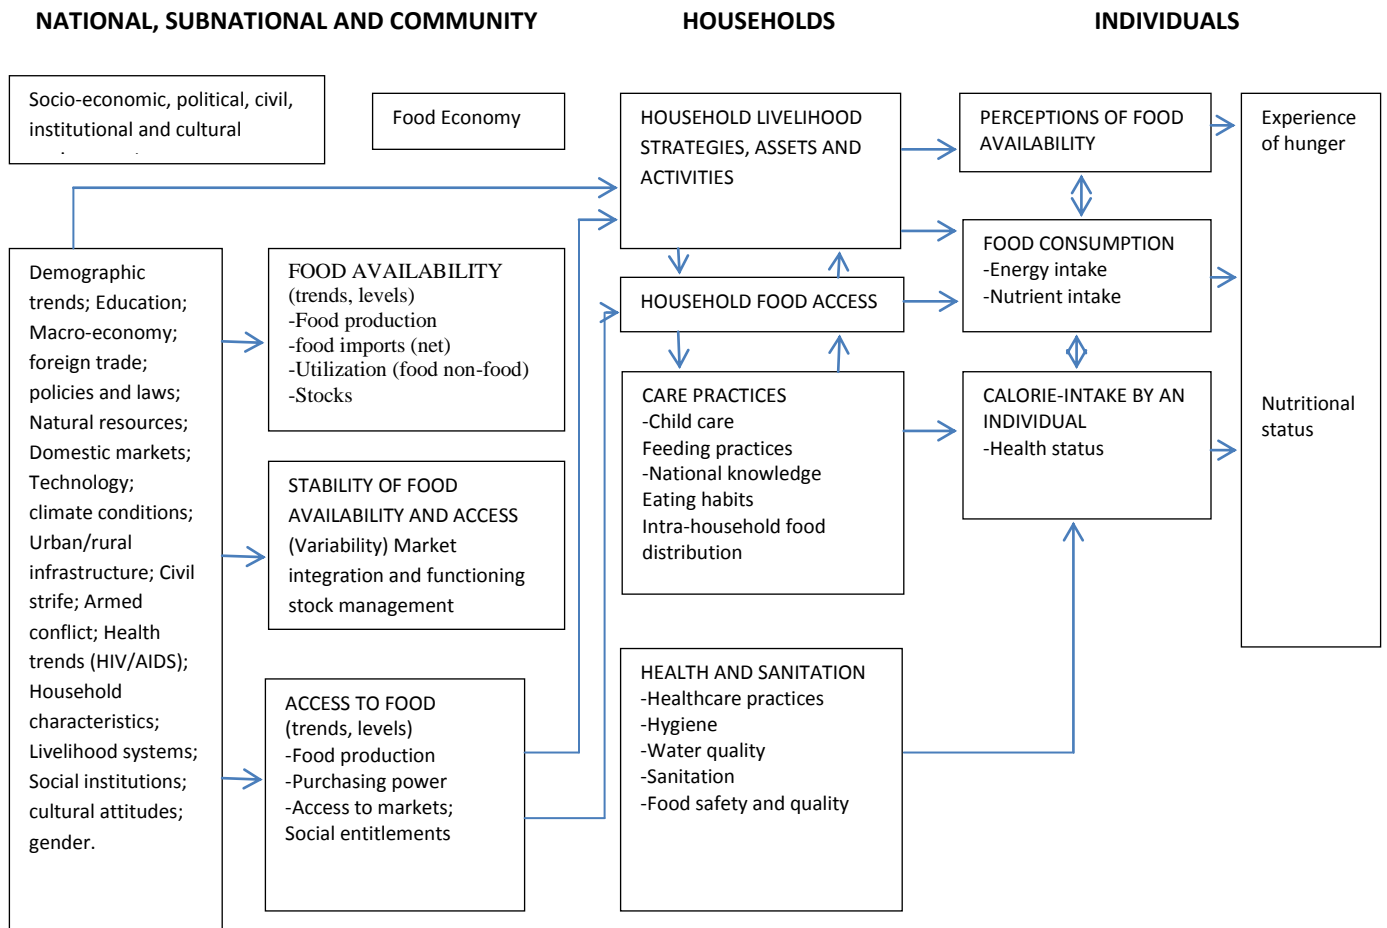 NATIONAL, SUBNATIONAL AND COMMUNITY
HOUSEHOLDS
INDIVIDUALS
Socio-economic, political, civil,
institutional and cultural
Food Economy
Demographic
trends; Education;
Macro-economy;
foreign trade;
policies and laws;
Natural resources;
Domestic markets;
Technology;
climate conditions;
Urban/rural
infrastructure; Civil
strife; Armed
conflict; Health
trends (HIV/AIDS);
Household
characteristics;
Livelihood systems;
Social institutions;
cultural attitudes;
gender.
FOOD AVAILABILITY
(trends, levels)
-Food production
-food imports (net)
-Utilization (food non-food)
-Stocks
STABILITY OF FOOD
AVAILABILITY AND ACCESS
(Variability) Market
integration and functioning
stock management
ACCESS TO FOOD
(trends, levels)
-Food production
-Purchasing power
-Access to markets;
Social entitlements
HOUSEHOLD LIVELIHOOD
STRATEGIES, ASSETS AND
ACTIVITIES
HOUSEHOLD FOOD ACCESS
CARE PRACTICES
-Child care
Feeding practices
-National knowledge
Eating habits
Intra-household food
distribution
HEALTH AND SANITATION
-Healthcare practices
-Hygiene
-Water quality
-Sanitation
-Food safety and quality
PERCEPTIONS OF FOOD
AVAILABILITY
FOOD CONSUMPTION
-Energy intake
-Nutrient intake
CALORIE-INTAKE BY AN
INDIVIDUAL
-Health status
Experience
of hunger
Nutritional
status